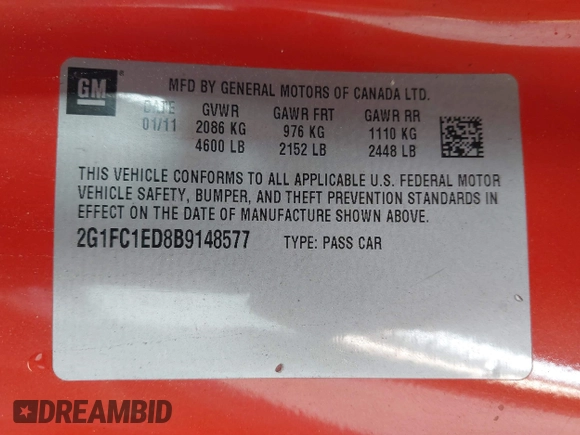 GM
MFD BY GENERAL MOTORS OF CANADA LTD.
DATE GVWR GAWR FRT GAWR RR
01/11 2086 KG 976 KG 1110 KG
4600 LB 2152 LB 2448 LB
THIS VEHICLE CONFORMS TO ALL APPLICABLE U.S. FEDERAL MOTOR
VEHICLE SAFETY, BUMPER, AND THEFT PREVENTION STANDARDS IN
EFFECT ON THE DATE OF MANUFACTURE SHOWN ABOVE.
2G1FC1ED8B9148577 TYPE: PASS CAR
DREAMBID